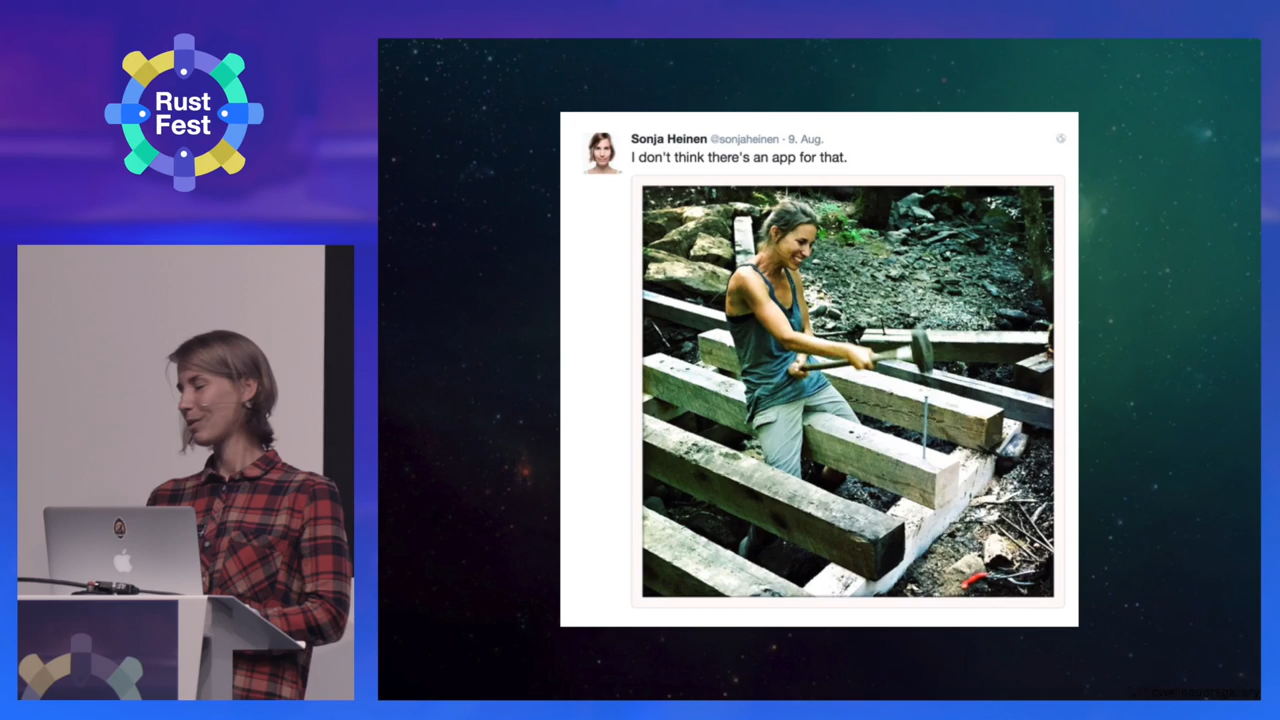 Rust
Fest
Sonja Heinen @sonjaheinen · 9. Aug.
I don't think there's an app for that.